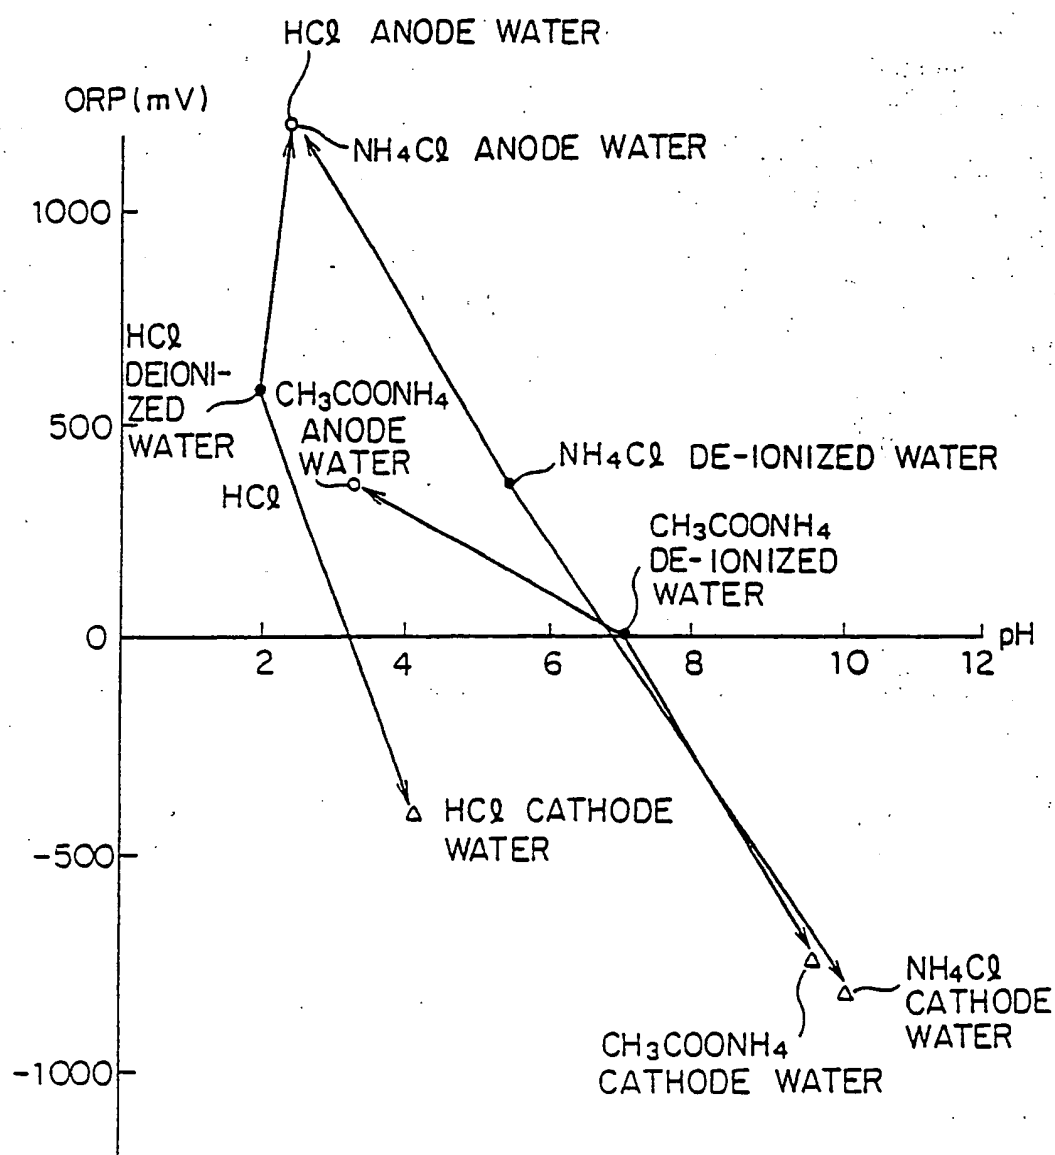 HCℓ ANODE WATER
ORP(mV)
NH₄Cℓ ANODE WATER
1000
HCℓ
DEIONI-
ZED
WATER
CH₃COONH₄
ANODE
WATER
500
HCℓ
NH₄Cℓ DE-IONIZED WATER
CH₃COONH₄
DE-IONIZED
WATER
0
2
4
6
8
10
12
pH
HCℓ CATHODE
WATER
-500
NH₄Cℓ
CATHODE
WATER
CH₃COONH₄
CATHODE WATER
-1000